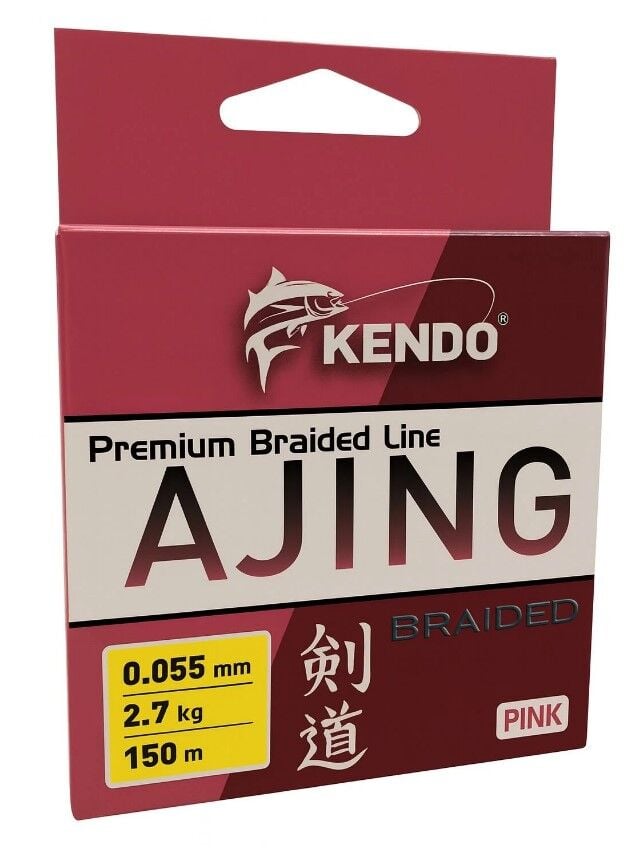 KENDO®
Premium Braided Line
AJING
BRAIDED
0.055 mm
2.7 kg
150 m
剣道
PINK